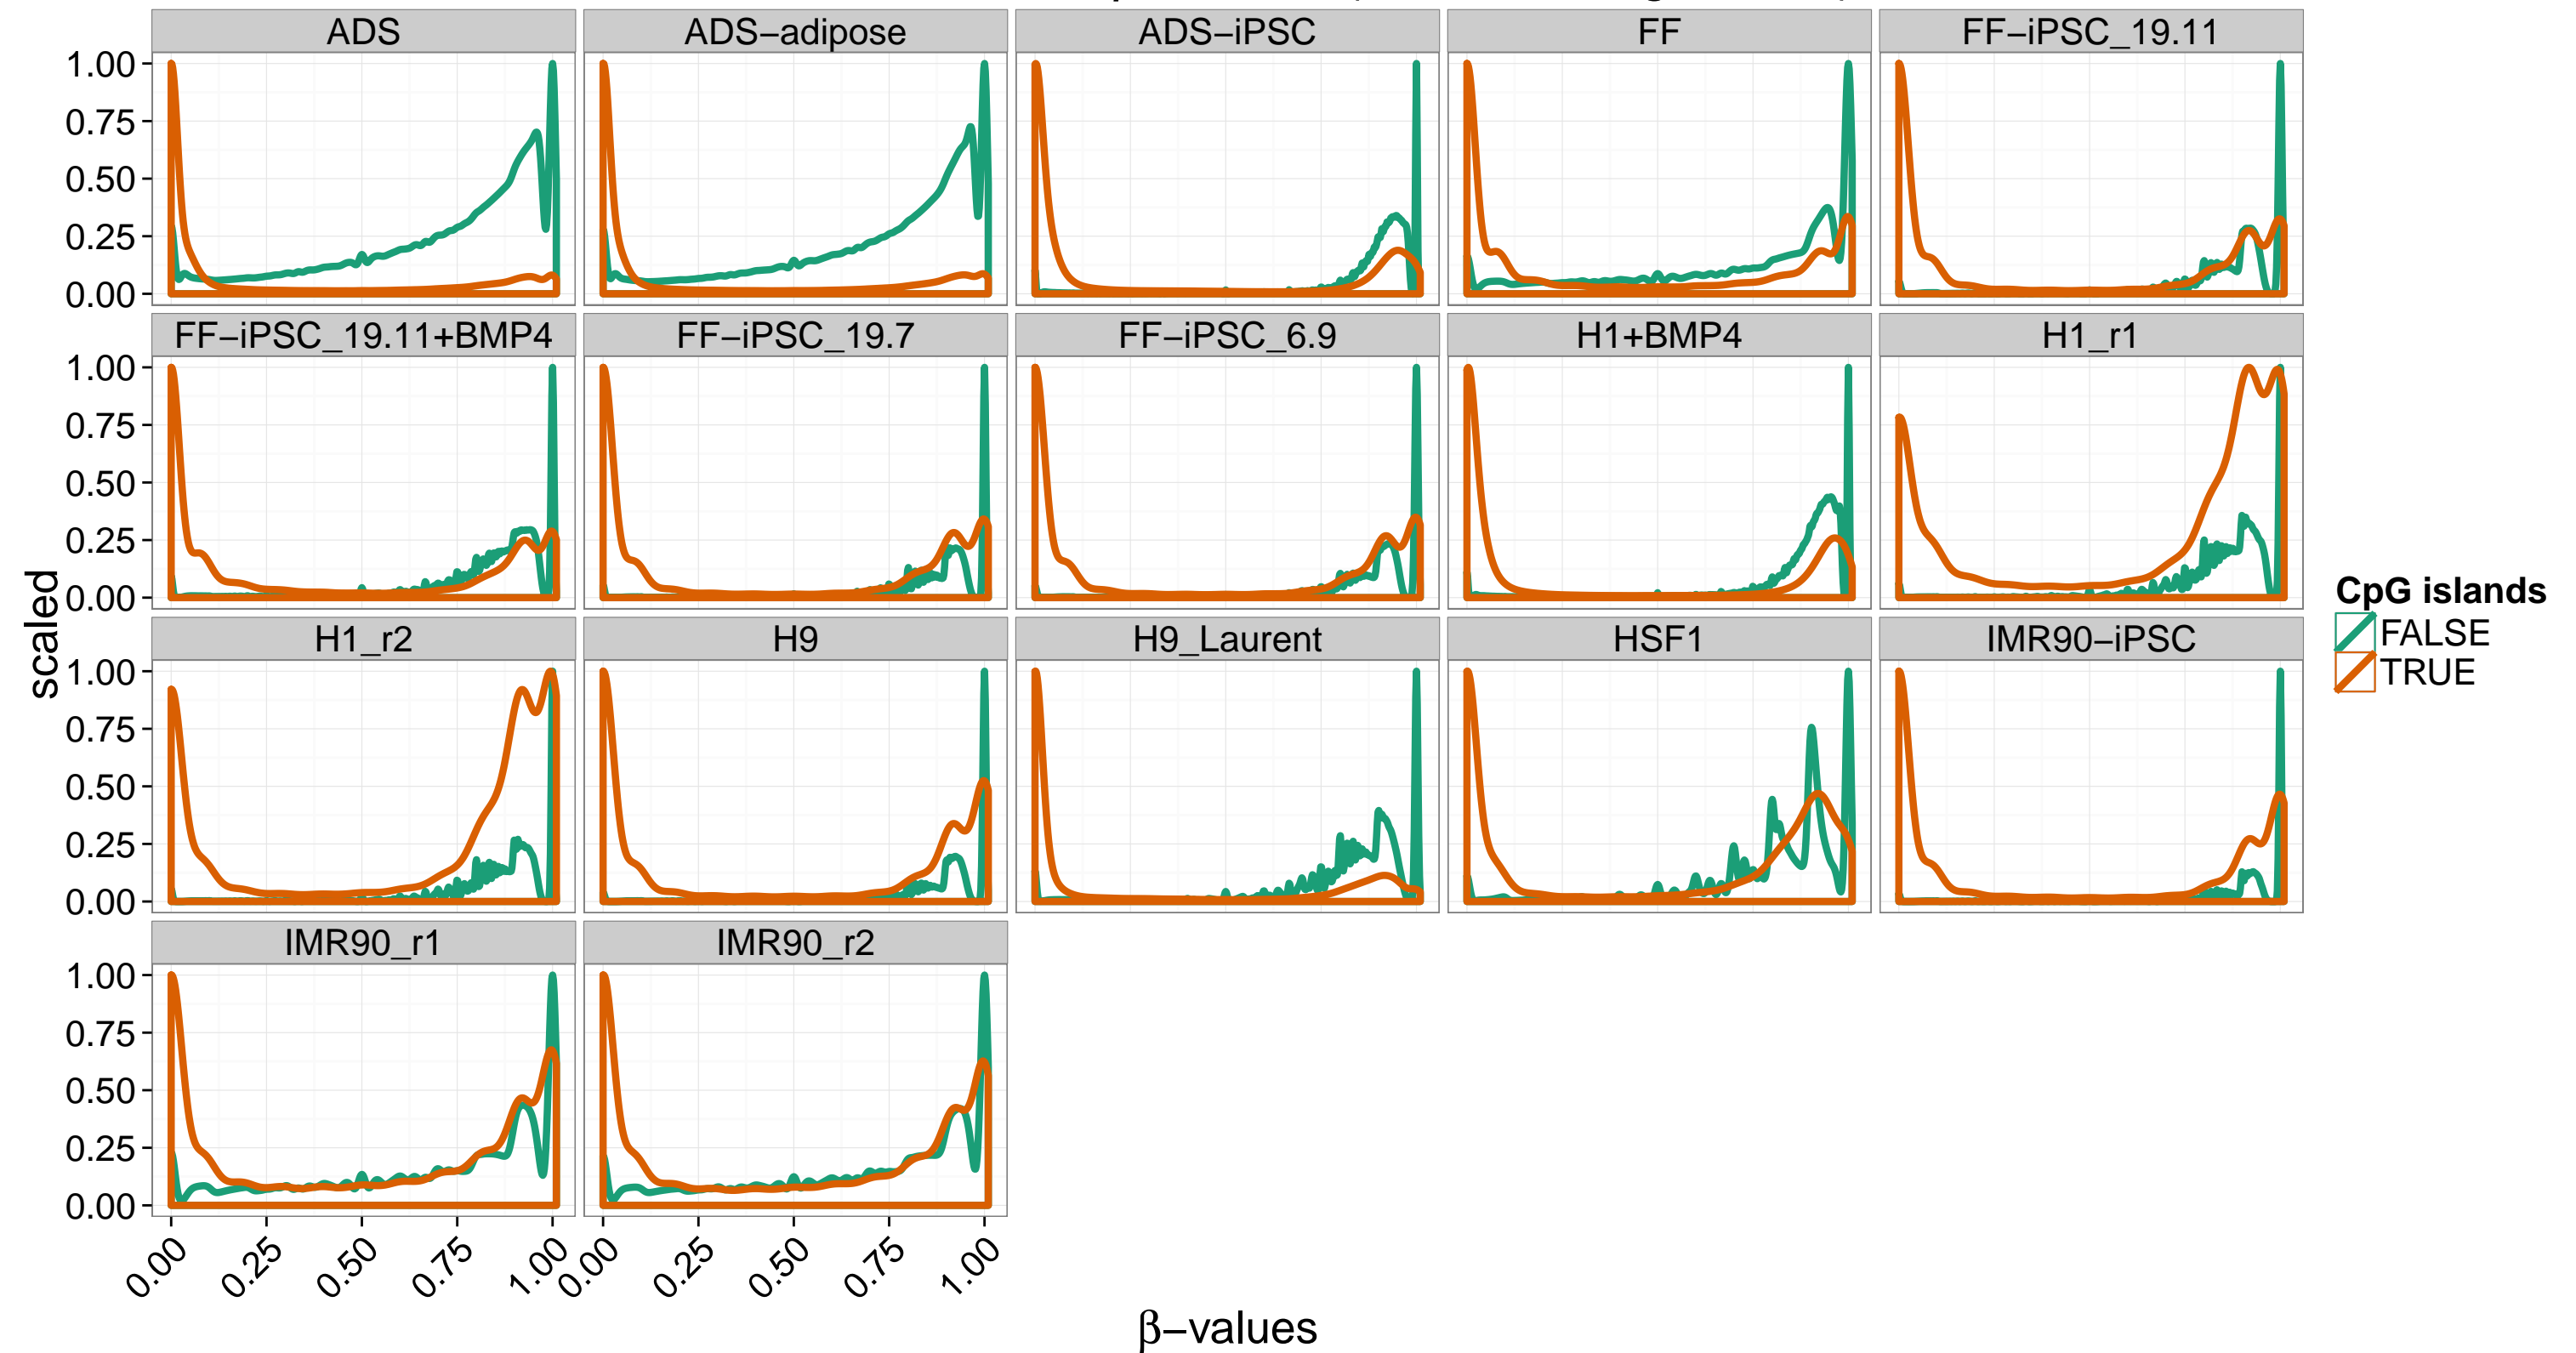 ADS ADS−adipose ADS−iPSC FF FF−iPSC_19.11
1.00
0.75
0.50
0.25
0.00
FF−iPSC_19.11+BMP4 FF−iPSC_19.7 FF−iPSC_6.9 H1+BMP4 H1_r1
1.00
0.75
0.50
0.25
0.00
H1_r2 H9 H9_Laurent HSF1 IMR90−iPSC
1.00
0.75
0.50
0.25
0.00
IMR90_r1 IMR90_r2
1.00
0.75
0.50
0.25
0.00
0.00 0.25 0.50 0.75 1.00 0.00 0.25 0.50 0.75 1.00
β−values
scaled
CpG islands
FALSE
TRUE